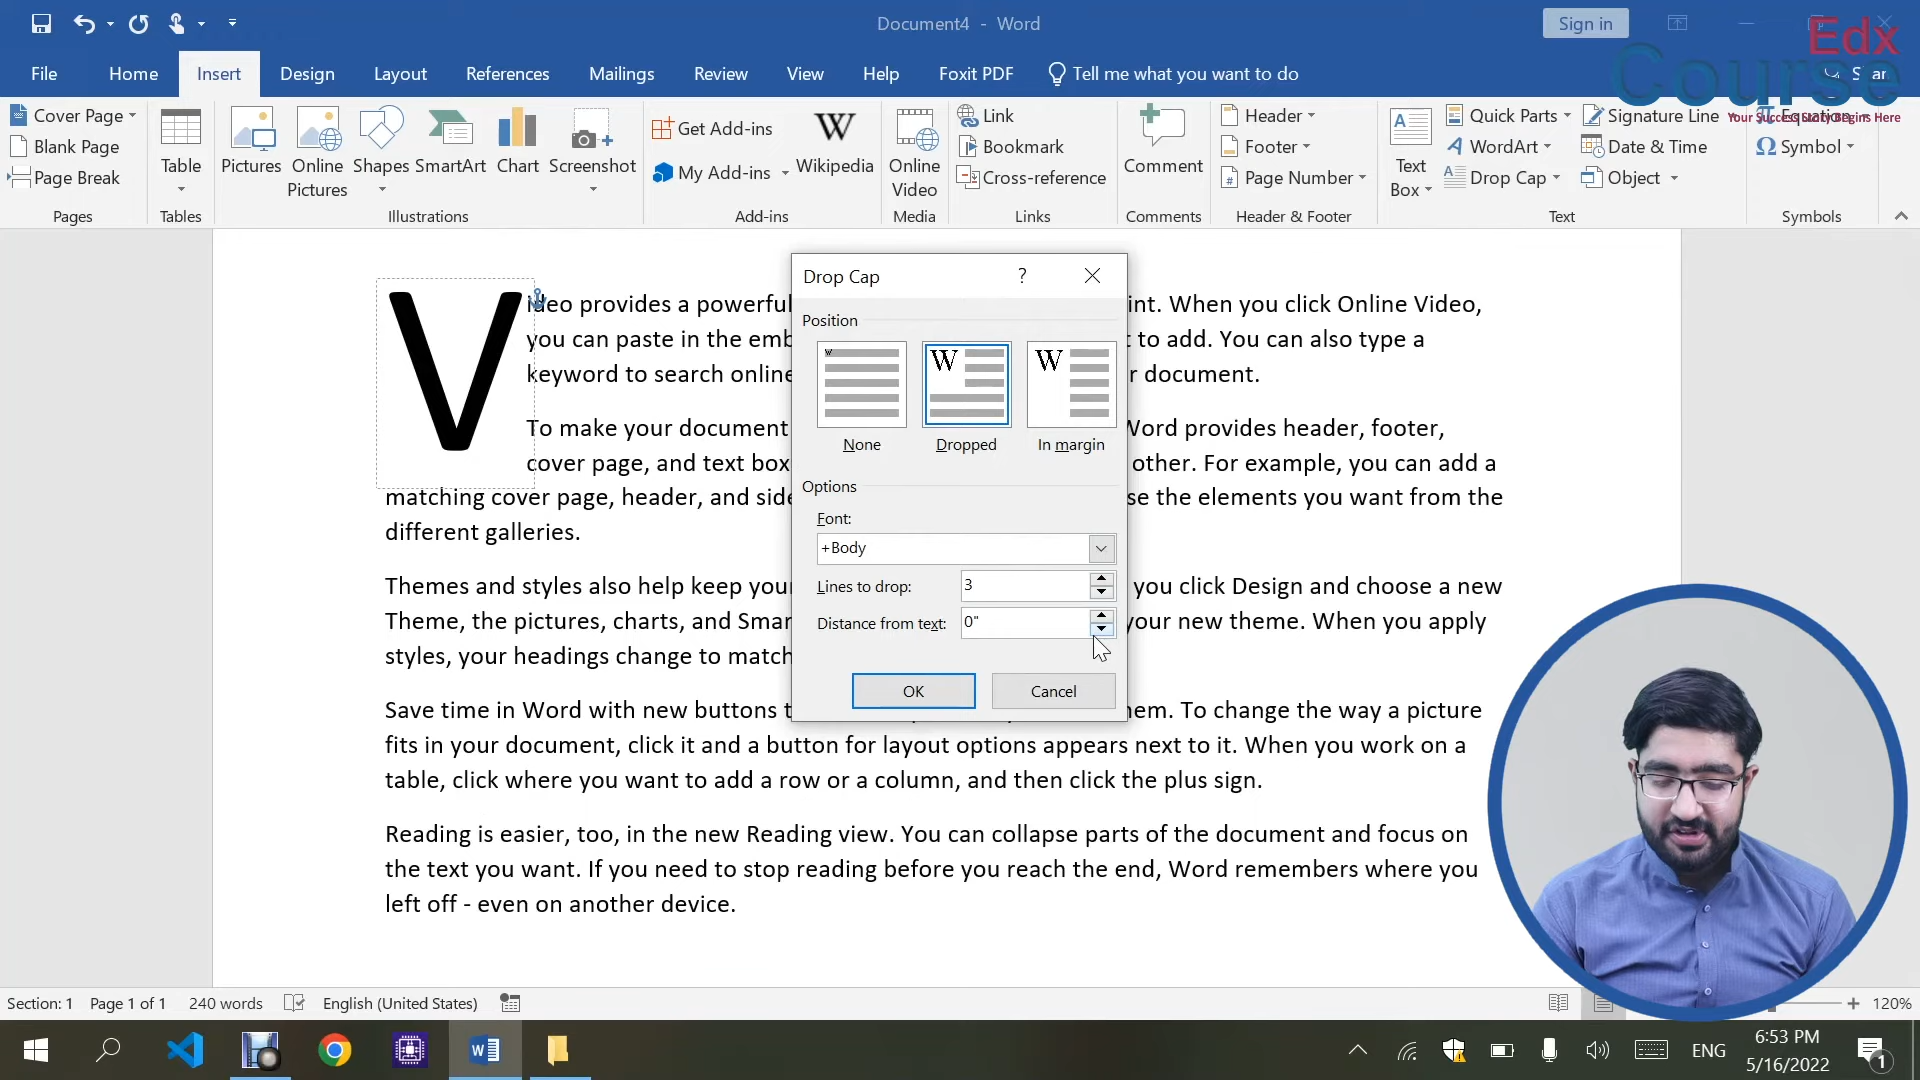 Document4 - Word
Sign in
Edx
Course
Your Success Story Begins Here
File Home Insert Design Layout References Mailings Review View Help Foxit PDF Tell me what you want to do
Cover Page
Blank Page
Page Break
Pages
Table
Tables
Pictures
Online Pictures
Shapes
SmartArt
Chart
Screenshot
Illustrations
Get Add-ins
My Add-ins
Wikipedia
Add-ins
Online Video
Media
Link
Bookmark
Cross-reference
Links
Comment
Comments
Header
Footer
Page Number
Header & Footer
Text Box
Quick Parts
WordArt
Drop Cap
Signature Line
Date & Time
Object
Text
Equation
Symbol
Symbols
V
ideo provides a powerful int. When you click Online Video,
you can paste in the emb t to add. You can also type a
keyword to search online r document.
To make your document Word provides header, footer,
cover page, and text box other. For example, you can add a
matching cover page, header, and side se the elements you want from the
different galleries.
Themes and styles also help keep your you click Design and choose a new
Theme, the pictures, charts, and Smar your new theme. When you apply
styles, your headings change to match
Save time in Word with new buttons t hem. To change the way a picture
fits in your document, click it and a button for layout options appears next to it. When you work on a
table, click where you want to add a row or a column, and then click the plus sign.
Reading is easier, too, in the new Reading view. You can collapse parts of the document and focus on
the text you want. If you need to stop reading before you reach the end, Word remembers where you
left off - even on another device.
Drop Cap ?
Position
W W W
None Dropped In margin
Options
Font:
+Body
Lines to drop: 3
Distance from text: 0"
OK Cancel
Section: 1 Page 1 of 1 240 words English (United States) 120%
ENG
6:53 PM
5/16/2022
1